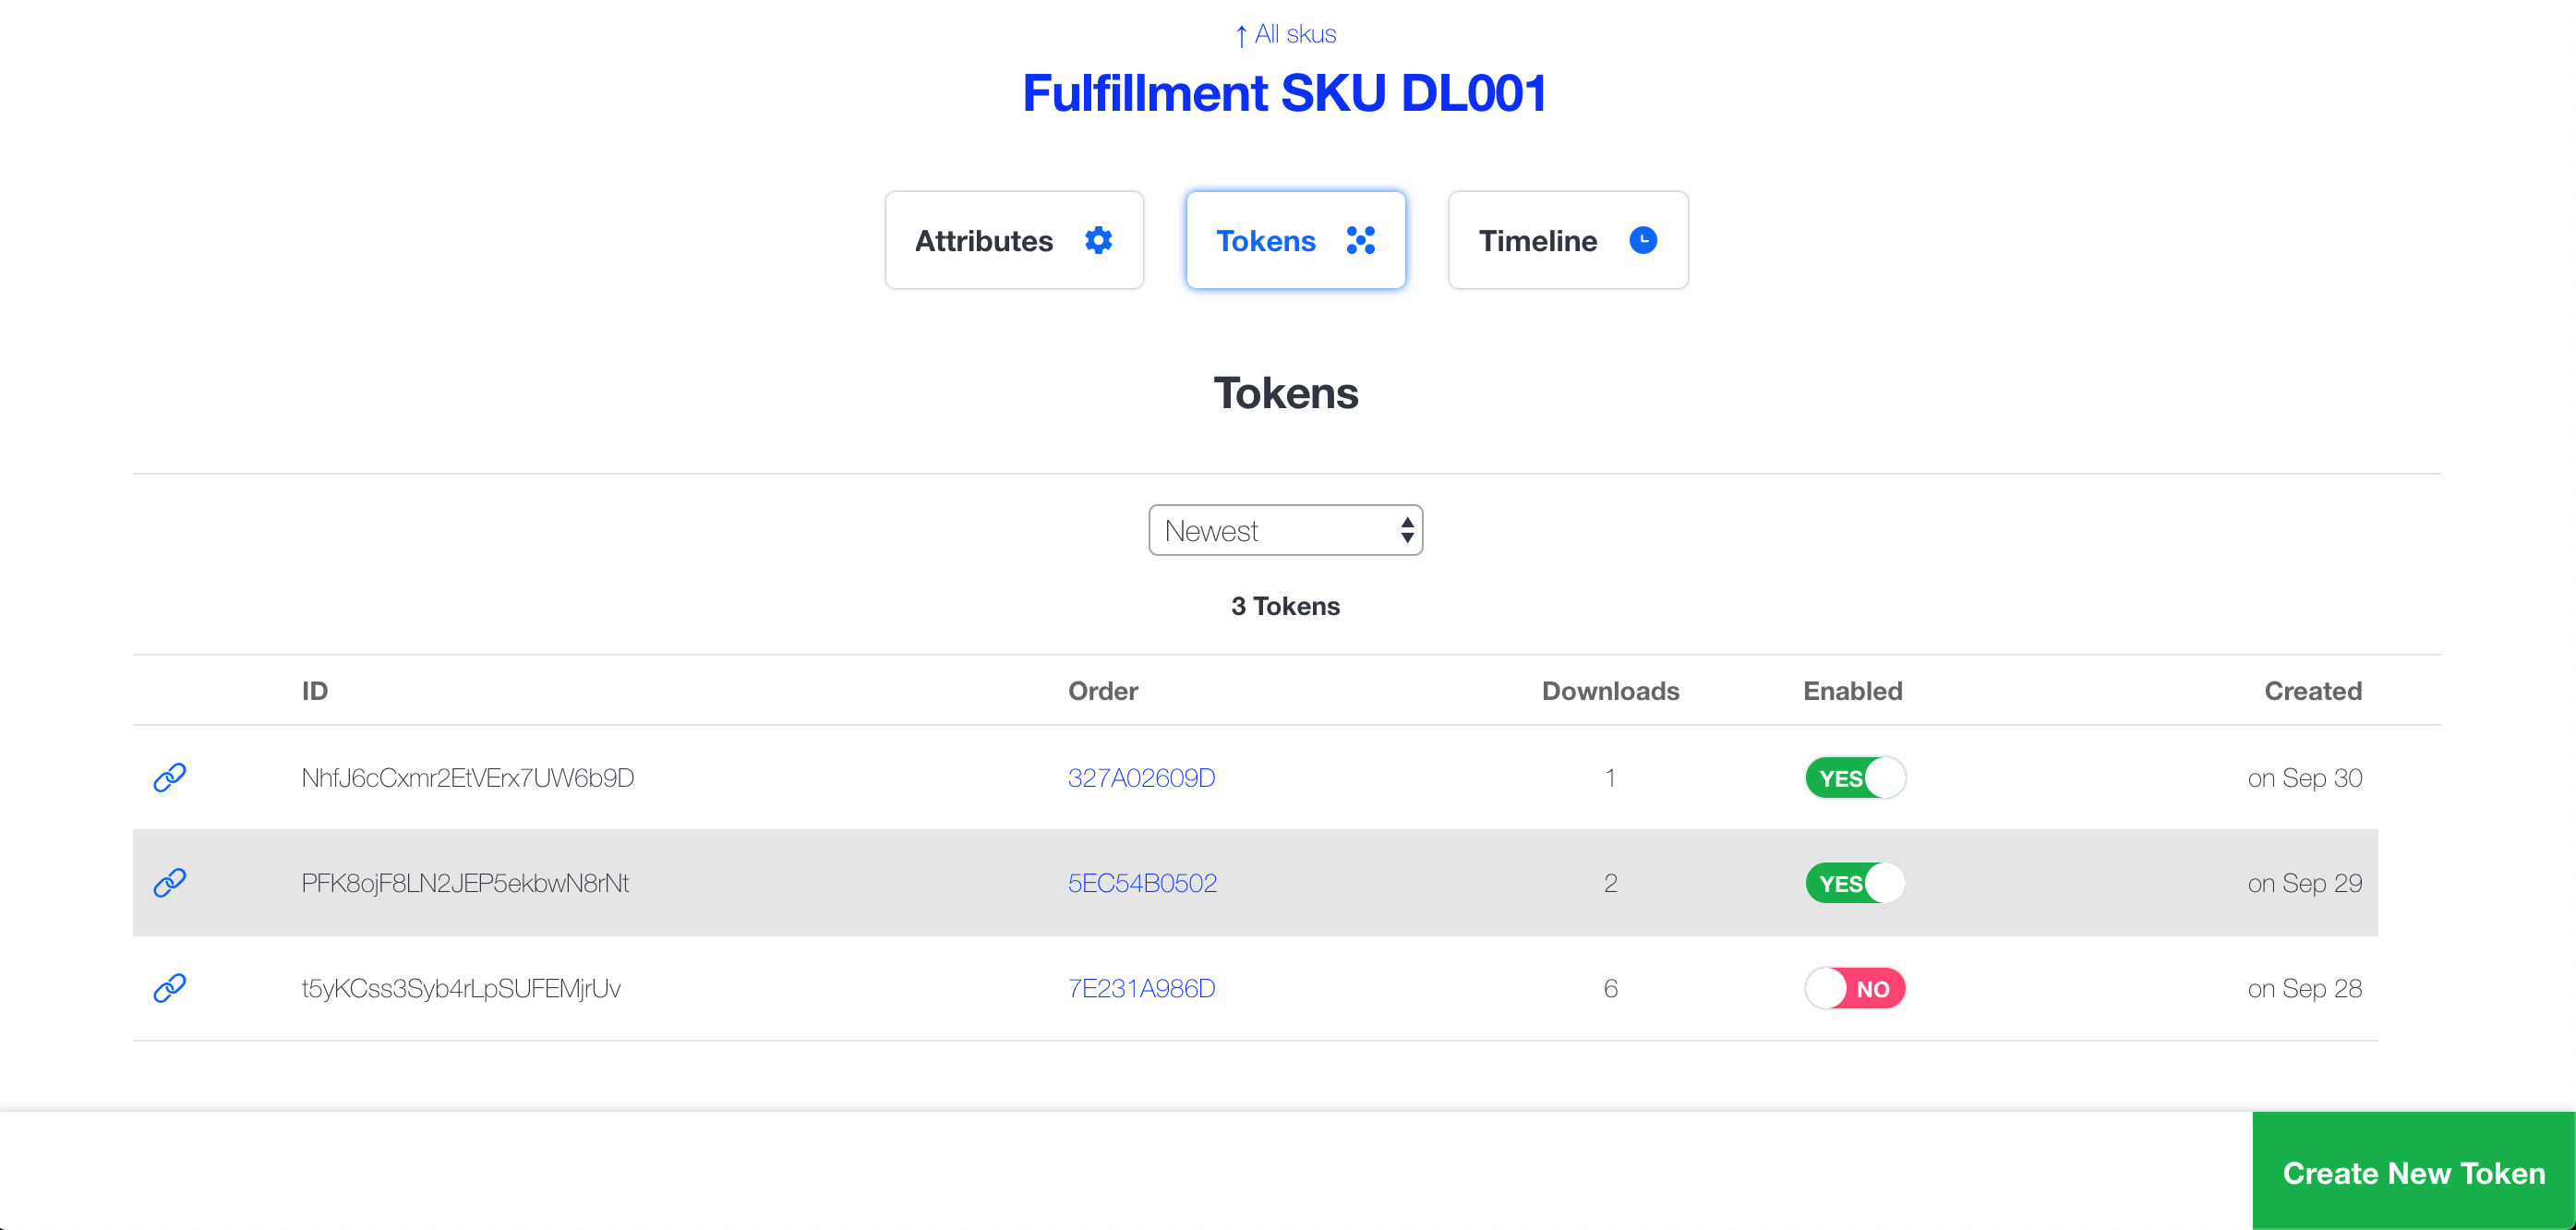 ↑ All skus
Fulfillment SKU DL001
Attributes
Tokens
Timeline
Tokens
Newest
3 Tokens
ID Order Downloads Enabled Created
NhfJ6cCxmr2EtVErx7UW6b9D 327A02609D 1 YES on Sep 30
PFK8ojF8LN2JEP5ekbwN8rNt 5EC54B0502 2 YES on Sep 29
t5yKCss3Syb4rLpSUFEMjrUv 7E231A986D 6 NO on Sep 28
Create New Token